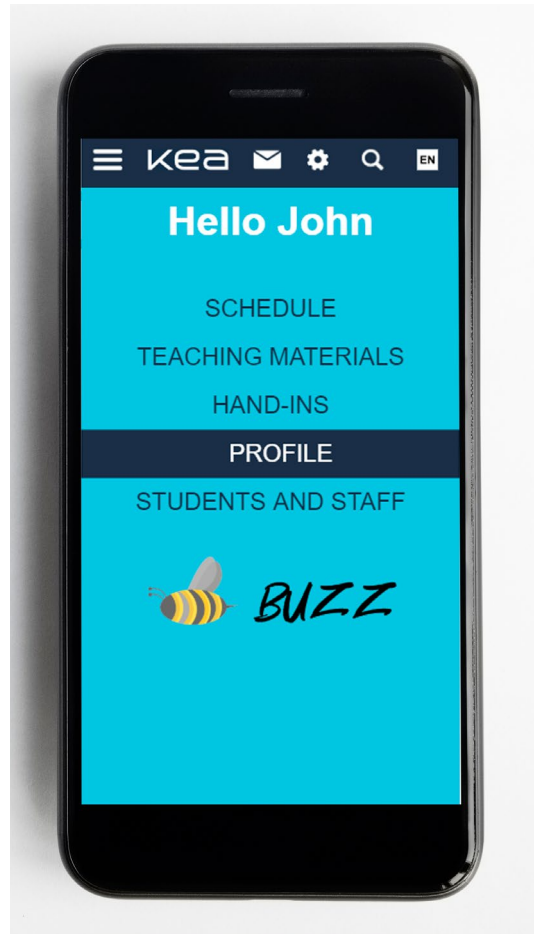 kea EN
Hello John
SCHEDULE
TEACHING MATERIALS
HAND-INS
PROFILE
STUDENTS AND STAFF
BUZZ